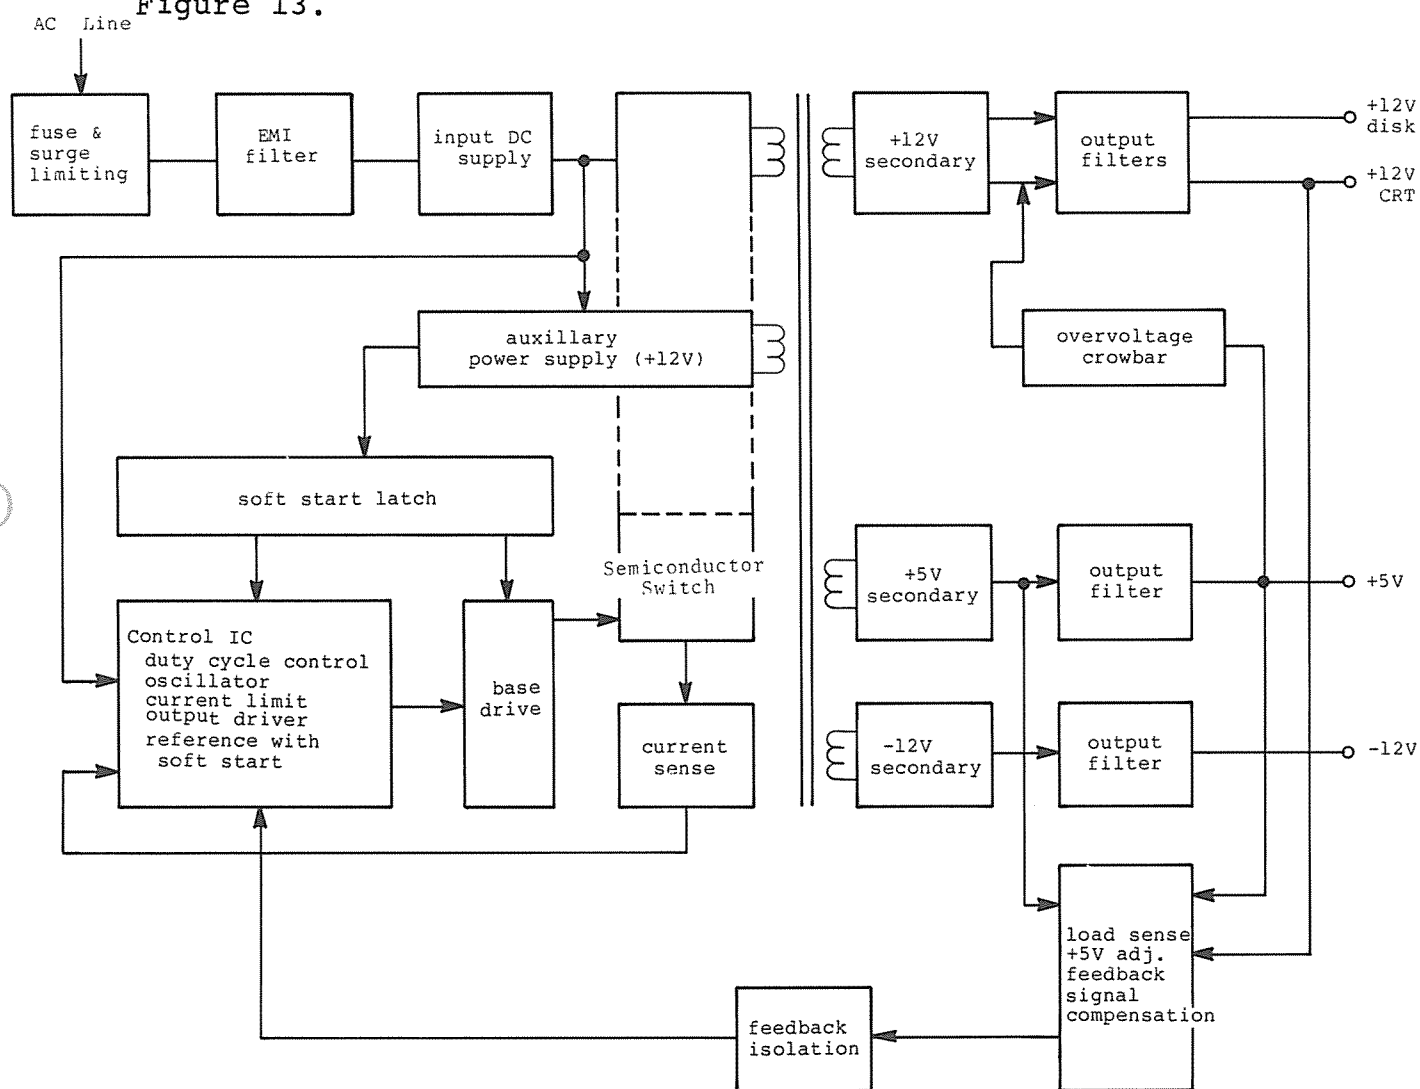 Figure 13.
AC Line
fuse &
surge
limiting
EMI
filter
input DC
supply
+12V
secondary
output
filters
+12V
disk
+12V
CRT
auxillary
power supply (+12V)
overvoltage
crowbar
soft start latch
Semiconductor
Switch
+5V
secondary
output
filter
+5V
Control IC
duty cycle control
oscillator
current limit
output driver
reference with
soft start
base
drive
current
sense
-12V
secondary
output
filter
-12V
load sense
+5V adj.
feedback
signal
compensation
feedback
isolation